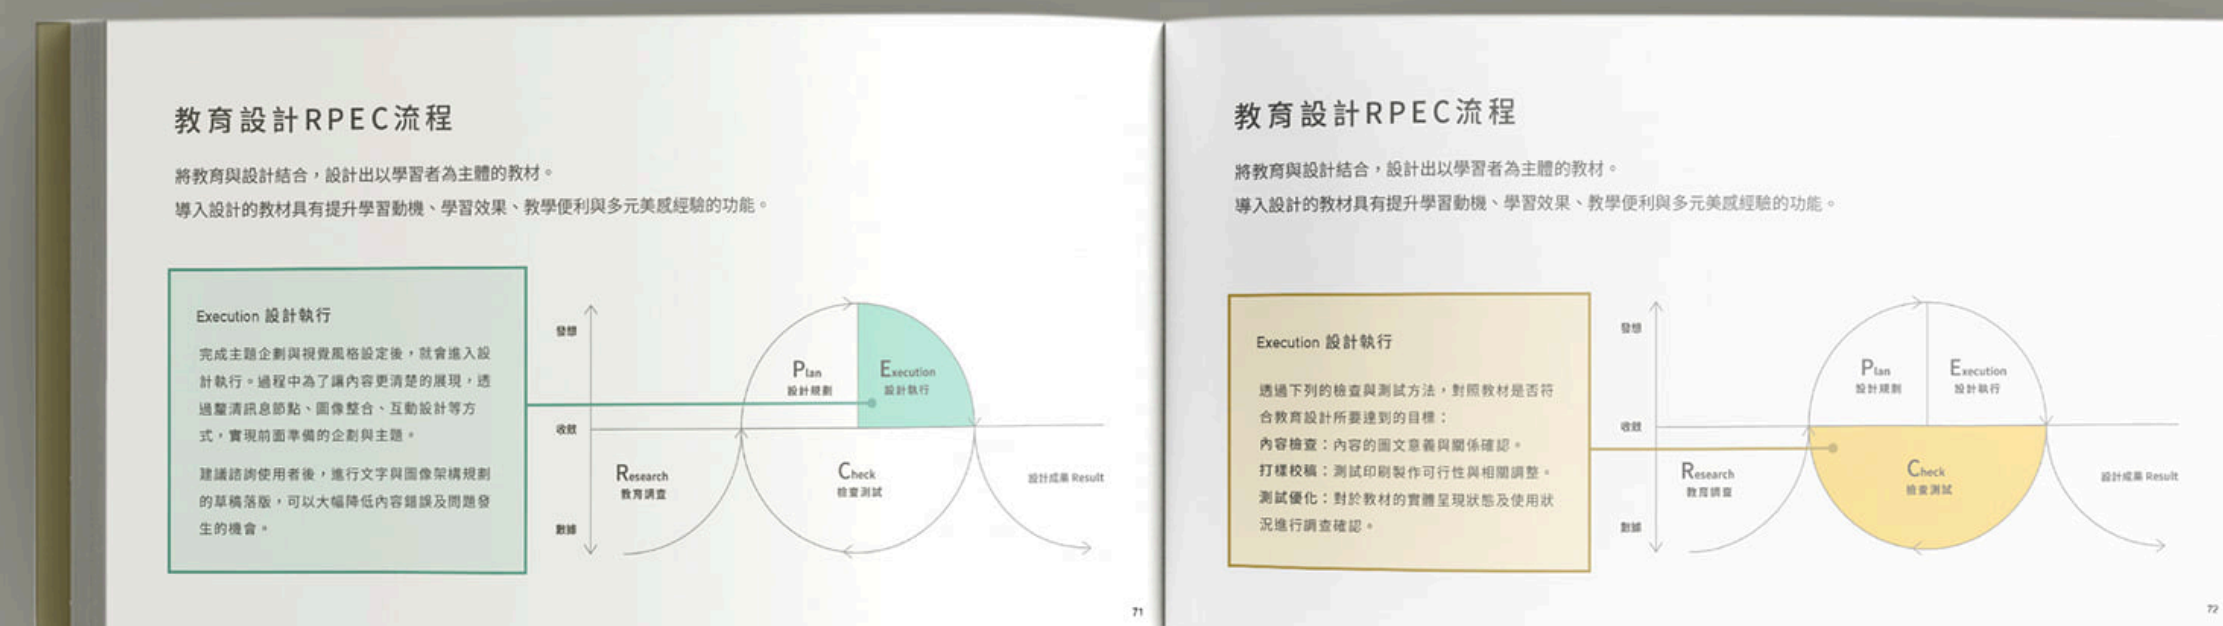 教育設計RPEC流程
將教育與設計結合，設計出以學習者為主體的教材。
導入設計的教材具有提升學習動機、學習效果、教學便利與多元美感經驗的功能。
Execution 設計執行
完成主題企劃與視覺風格設定後，就會進入設
計執行。過程中為了讓內容更清楚的展現，透
過釐清訊息節點、圖像整合、互動設計等方
式，實現前面準備的企劃與主題。
建議諮詢使用者後，進行文字與圖像架構規劃
的草稿落版，可以大幅降低內容錯誤及問題發
生的機會。
發想
收斂
數據
Plan
設計規劃
Execution
設計執行
Research
教育調查
Check
檢查測試
設計成果 Result
71
教育設計RPEC流程
將教育與設計結合，設計出以學習者為主體的教材。
導入設計的教材具有提升學習動機、學習效果、教學便利與多元美感經驗的功能。
Execution 設計執行
透過下列的檢查與測試方法，對照教材是否符
合教育設計所要達到的目標：
內容檢查：內容的圖文意義與關係確認。
打樣校稿：測試印刷製作可行性與相關調整。
測試優化：對於教材的實體呈現狀態及使用狀
況進行調查確認。
發想
收斂
數據
Plan
設計規劃
Execution
設計執行
Research
教育調查
Check
檢查測試
設計成果 Result
72